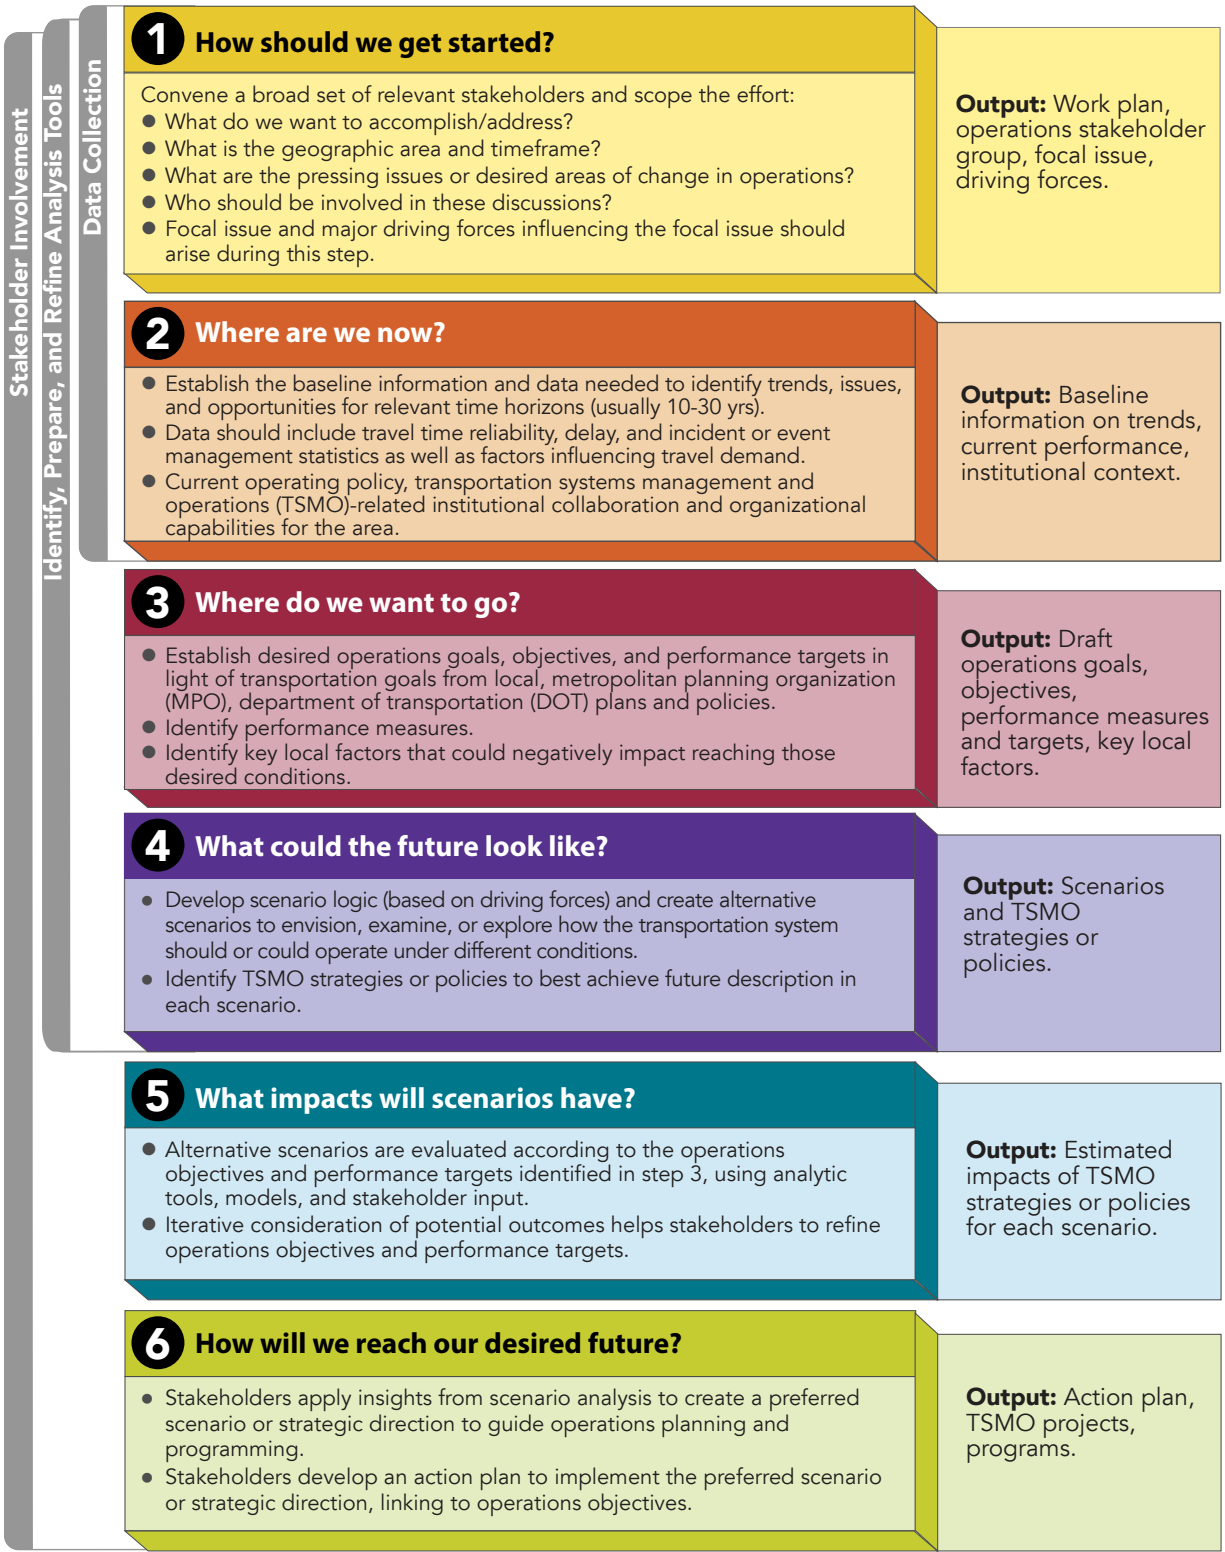 Stakeholder Involvement
Identify, Prepare, and Refine Analysis Tools
Data Collection
1 How should we get started?
Convene a broad set of relevant stakeholders and scope the effort:
● What do we want to accomplish/address?
● What is the geographic area and timeframe?
● What are the pressing issues or desired areas of change in operations?
● Who should be involved in these discussions?
● Focal issue and major driving forces influencing the focal issue should
arise during this step.
Output: Work plan,
operations stakeholder
group, focal issue,
driving forces.
2 Where are we now?
● Establish the baseline information and data needed to identify trends, issues,
and opportunities for relevant time horizons (usually 10-30 yrs).
● Data should include travel time reliability, delay, and incident or event
management statistics as well as factors influencing travel demand.
● Current operating policy, transportation systems management and
operations (TSMO)-related institutional collaboration and organizational
capabilities for the area.
Output: Baseline
information on trends,
current performance,
institutional context.
3 Where do we want to go?
● Establish desired operations goals, objectives, and performance targets in
light of transportation goals from local, metropolitan planning organization
(MPO), department of transportation (DOT) plans and policies.
● Identify performance measures.
● Identify key local factors that could negatively impact reaching those
desired conditions.
Output: Draft
operations goals,
objectives,
performance measures
and targets, key local
factors.
4 What could the future look like?
● Develop scenario logic (based on driving forces) and create alternative
scenarios to envision, examine, or explore how the transportation system
should or could operate under different conditions.
● Identify TSMO strategies or policies to best achieve future description in
each scenario.
Output: Scenarios
and TSMO
strategies or
policies.
5 What impacts will scenarios have?
● Alternative scenarios are evaluated according to the operations
objectives and performance targets identified in step 3, using analytic
tools, models, and stakeholder input.
● Iterative consideration of potential outcomes helps stakeholders to refine
operations objectives and performance targets.
Output: Estimated
impacts of TSMO
strategies or policies
for each scenario.
6 How will we reach our desired future?
● Stakeholders apply insights from scenario analysis to create a preferred
scenario or strategic direction to guide operations planning and
programming.
● Stakeholders develop an action plan to implement the preferred scenario
or strategic direction, linking to operations objectives.
Output: Action plan,
TSMO projects,
programs.